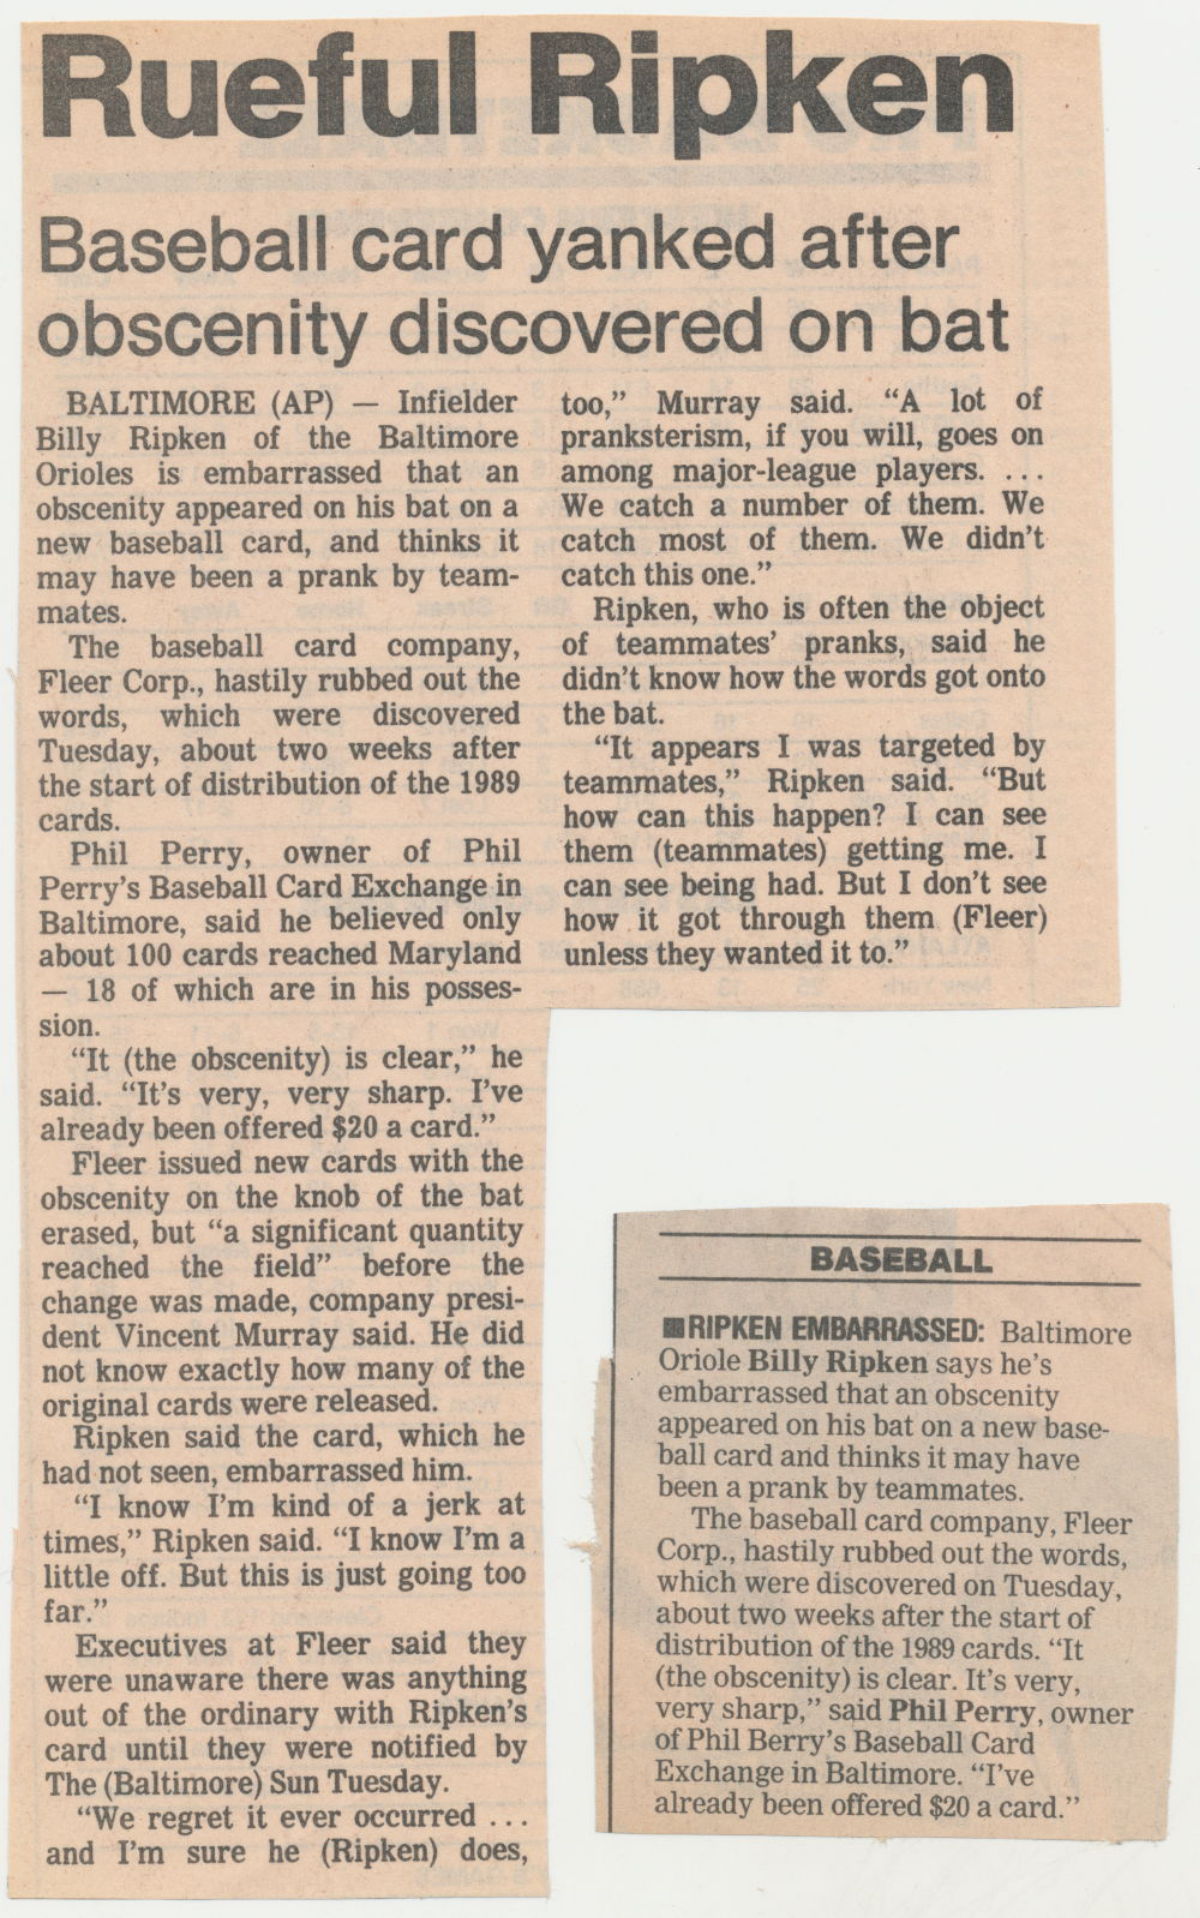 Rueful Ripken
Baseball card yanked after
obscenity discovered on bat
BALTIMORE (AP) — Infielder
Billy Ripken of the Baltimore
Orioles is embarrassed that an
obscenity appeared on his bat on a
new baseball card, and thinks it
may have been a prank by team-
mates.
The baseball card company,
Fleer Corp., hastily rubbed out the
words, which were discovered
Tuesday, about two weeks after
the start of distribution of the 1989
cards.
Phil Perry, owner of Phil
Perry's Baseball Card Exchange in
Baltimore, said he believed only
about 100 cards reached Maryland
— 18 of which are in his posses-
sion.
“It (the obscenity) is clear,” he
said. “It's very, very sharp. I've
already been offered $20 a card.”
Fleer issued new cards with the
obscenity on the knob of the bat
erased, but “a significant quantity
reached the field” before the
change was made, company presi-
dent Vincent Murray said. He did
not know exactly how many of the
original cards were released.
Ripken said the card, which he
had not seen, embarrassed him.
“I know I'm kind of a jerk at
times,” Ripken said. “I know I'm a
little off. But this is just going too
far.”
Executives at Fleer said they
were unaware there was anything
out of the ordinary with Ripken's
card until they were notified by
The (Baltimore) Sun Tuesday.
“We regret it ever occurred ...
and I'm sure he (Ripken) does,
too,” Murray said. “A lot of
pranksterism, if you will, goes on
among major-league players. ...
We catch a number of them. We
catch most of them. We didn't
catch this one.”
Ripken, who is often the object
of teammates' pranks, said he
didn't know how the words got onto
the bat.
“It appears I was targeted by
teammates,” Ripken said. “But
how can this happen? I can see
them (teammates) getting me. I
can see being had. But I don't see
how it got through them (Fleer)
unless they wanted it to.”
BASEBALL
■RIPKEN EMBARRASSED: Baltimore
Oriole Billy Ripken says he's
embarrassed that an obscenity
appeared on his bat on a new base-
ball card and thinks it may have
been a prank by teammates.
The baseball card company, Fleer
Corp., hastily rubbed out the words,
which were discovered on Tuesday,
about two weeks after the start of
distribution of the 1989 cards. “It
(the obscenity) is clear. It's very,
very sharp,” said Phil Perry, owner
of Phil Berry's Baseball Card
Exchange in Baltimore. “I've
already been offered $20 a card.”